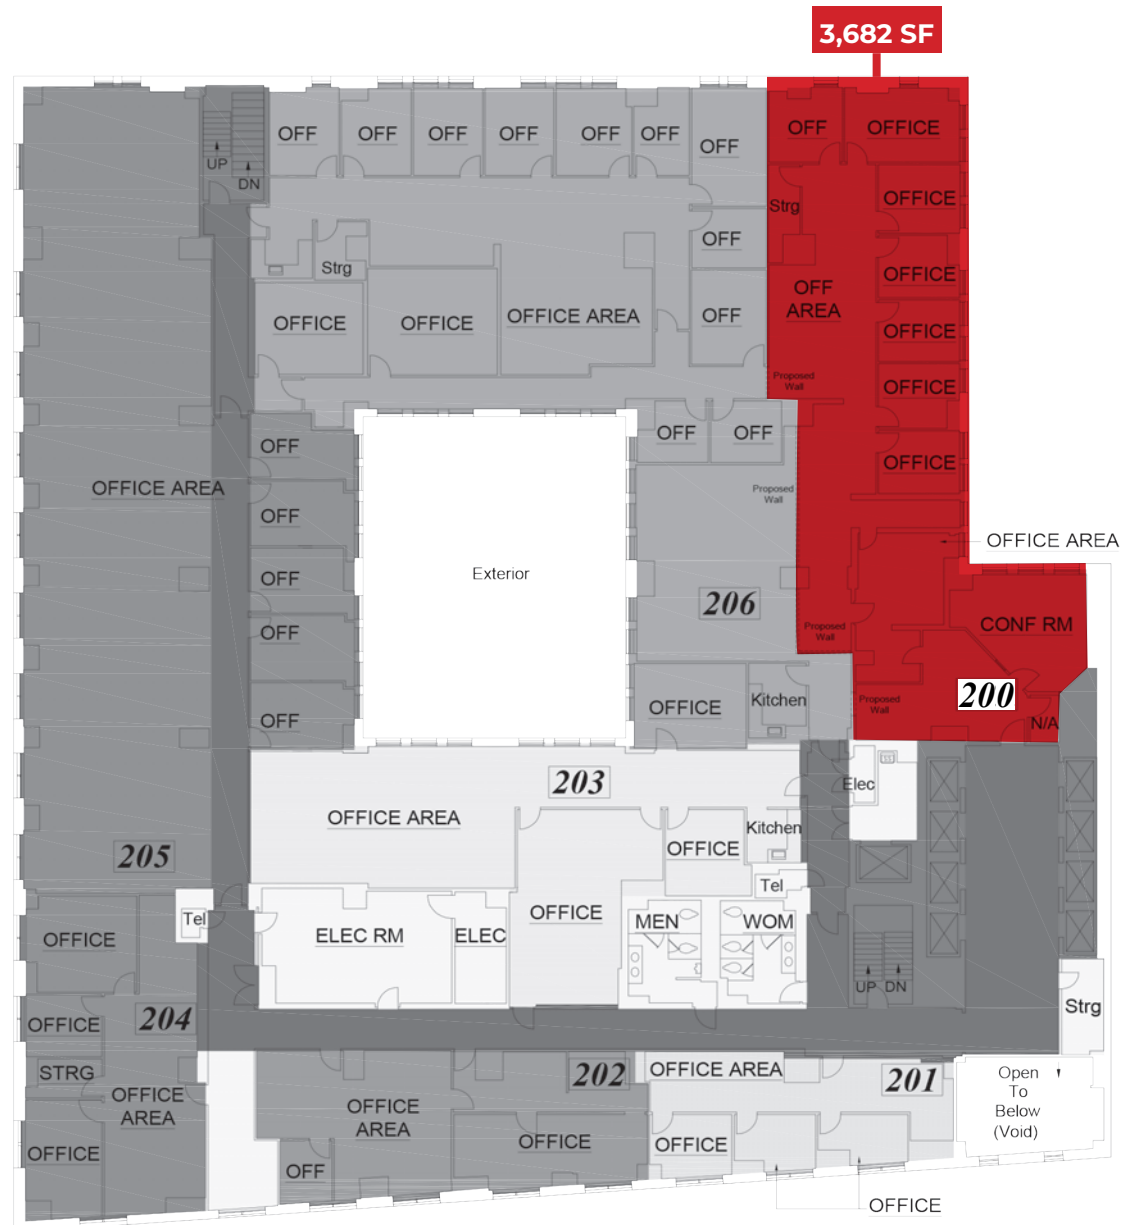 3,682 SF
OFF
OFF
OFF
OFF
OFF
OFF
OFF
OFF
OFFICE
UP
DN
OFFICE
Strg
OFF
Strg
OFFICE
OFF
AREA
OFFICE
OFFICE
OFFICE AREA
OFF
OFFICE
Proposed
Wall
OFFICE
OFF
OFF
OFF
OFFICE
OFFICE AREA
Proposed
Wall
OFF
OFFICE AREA
Exterior
OFF
206
OFF
Proposed
Wall
CONF RM
OFFICE
Kitchen
200
Proposed
Wall
OFF
N/A
203
Elec
OFFICE AREA
Kitchen
OFFICE
205
Tel
OFFICE
Tel
MEN
WOM
OFFICE
ELEC RM
ELEC
UP
DN
Strg
204
OFFICE
STRG
OFFICE
AREA
202
OFFICE AREA
201
Open
To
Below
(Void)
OFFICE
AREA
OFFICE
OFFICE
OFFICE
OFF
OFFICE